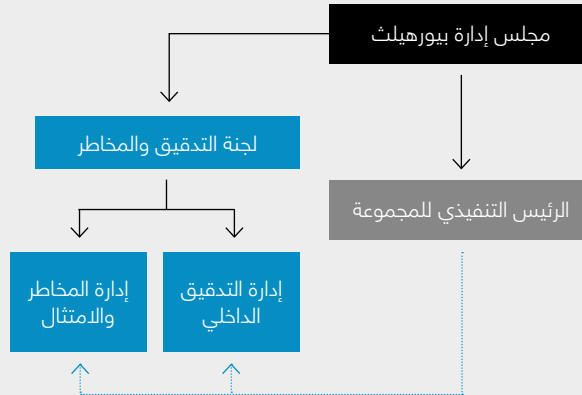 مجلس إدارة بيورهيلث
لجنة التدقيق والمخاطر
الرئيس التنفيذي للمجموعة
إدارة التدقيق
الداخلي
إدارة المخاطر
والامتثال